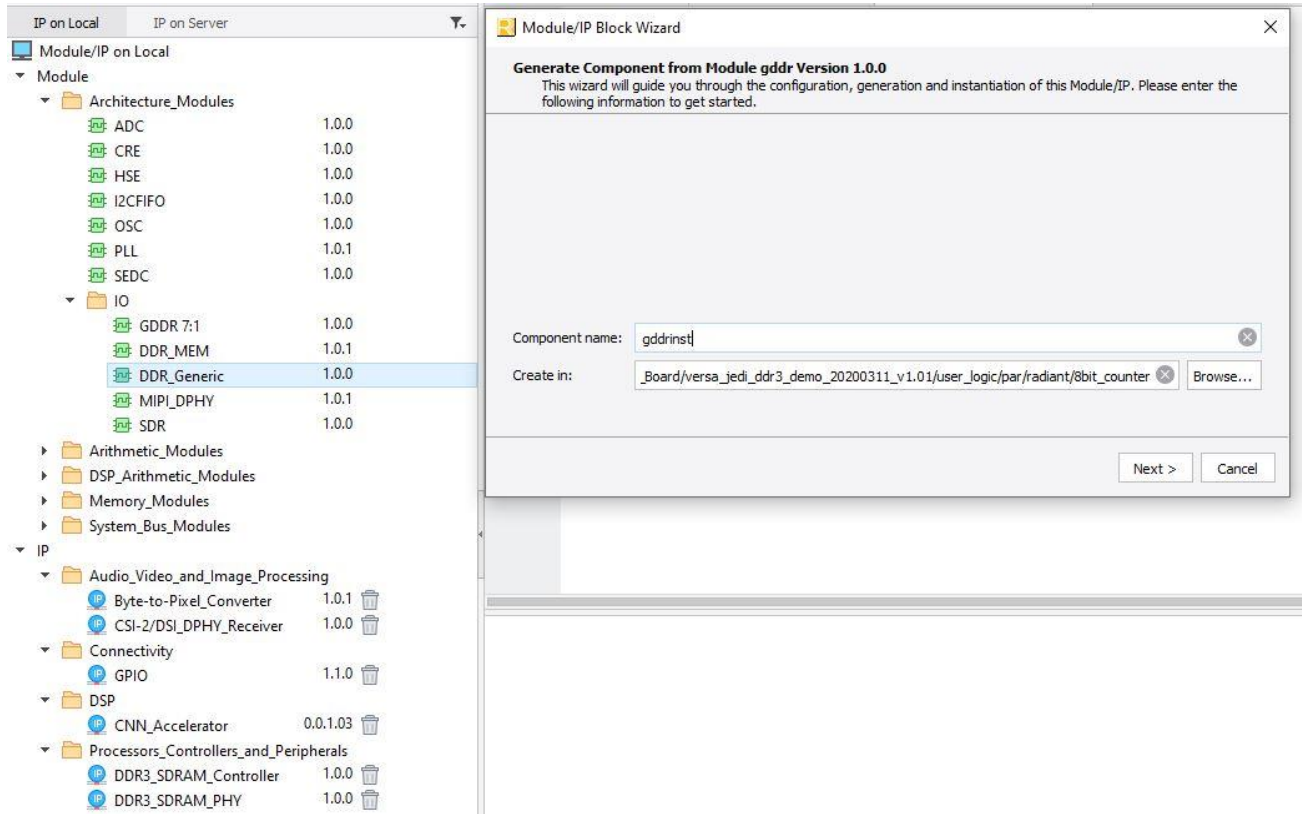 IP on Local IP on Server
Module/IP on Local
Module
Architecture_Modules
ADC 1.0.0
CRE 1.0.0
HSE 1.0.0
I2CFIFO 1.0.0
OSC 1.0.0
PLL 1.0.1
SEDC 1.0.0
IO
GDDR 7:1 1.0.0
DDR_MEM 1.0.1
DDR_Generic 1.0.0
MIPI_DPHY 1.0.1
SDR 1.0.0
Arithmetic_Modules
DSP_Arithmetic_Modules
Memory_Modules
System_Bus_Modules
IP
Audio_Video_and_Image_Processing
Byte-to-Pixel_Converter 1.0.1
CSI-2/DSI_DPHY_Receiver 1.0.0
Connectivity
GPIO 1.1.0
DSP
CNN_Accelerator 0.0.1.03
Processors_Controllers_and_Peripherals
DDR3_SDRAM_Controller 1.0.0
DDR3_SDRAM_PHY 1.0.0
Module/IP Block Wizard
Generate Component from Module gddr Version 1.0.0
This wizard will guide you through the configuration, generation and instantiation of this Module/IP. Please enter the
following information to get started.
Component name: gddrinst
Create in: _Board/versa_jedi_ddr3_demo_20200311_v1.01/user_logic/par/radiant/8bit_counter Browse...
Next > Cancel